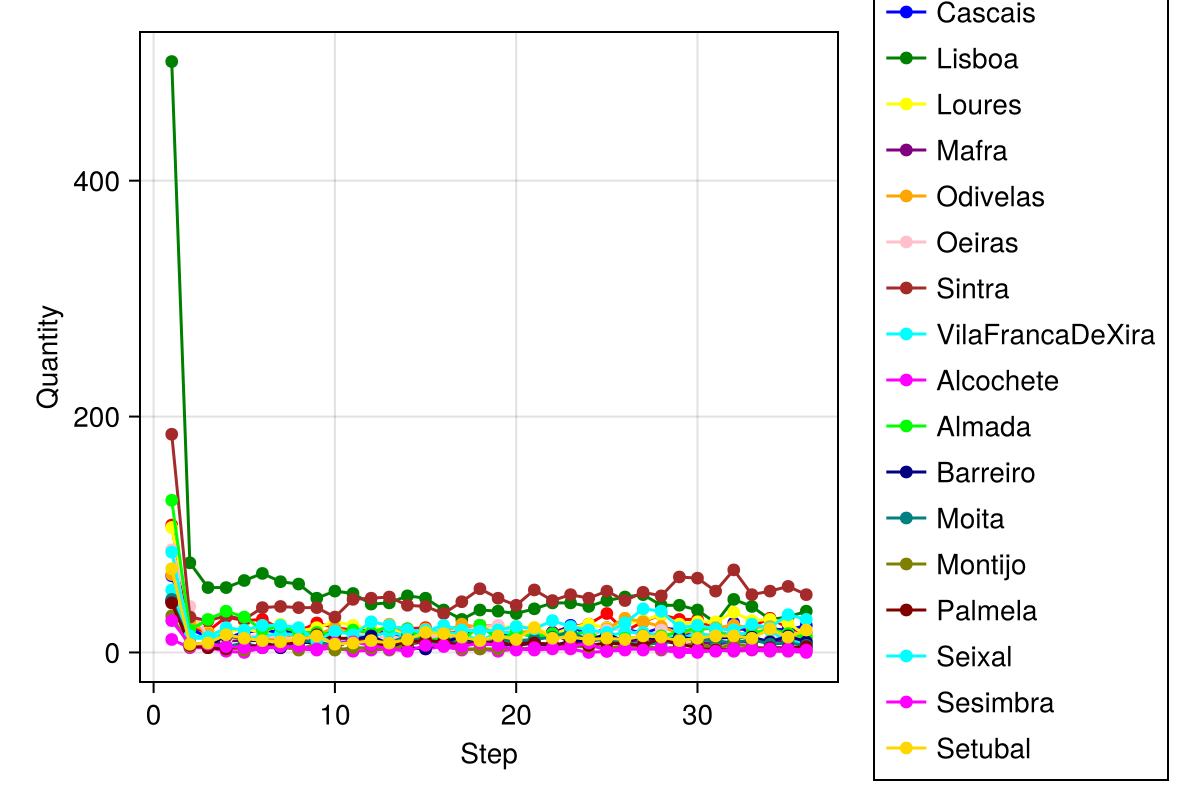 Cascais
Lisboa
Loures
Mafra
Odivelas
Oeiras
Sintra
VilaFrancaDeXira
Alcochete
Almada
Barreiro
Moita
Montijo
Palmela
Seixal
Sesimbra
Setubal
Quantity
400
200
0
0 10 20 30
Step